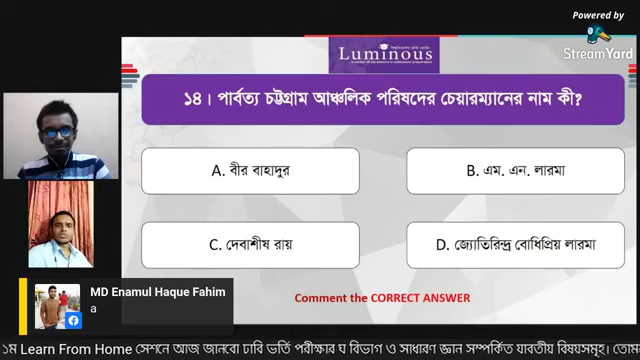 Powered by
StreamYard
Luminous
১৪। পার্বত্য চট্টগ্রাম আঞ্চলিক পরিষদের চেয়ারম্যানের নাম কী?
A. বীর বাহাদুর
B. এম. এন. লারমা
C. দেবাশীষ রায়
D. জ্যোতিরিন্দ্র বোধিপ্রিয় লারমা
MD Enamul Haque Fahim
a
Comment the CORRECT ANSWER
১ম Learn From Home সেশনে আজ জানবো ঢাবি ভর্তি পরীক্ষার ঘ বিভাগ ও সাধারণ জ্ঞান সম্পর্কিত যাবতীয় বিষয়সমূহ। তোম